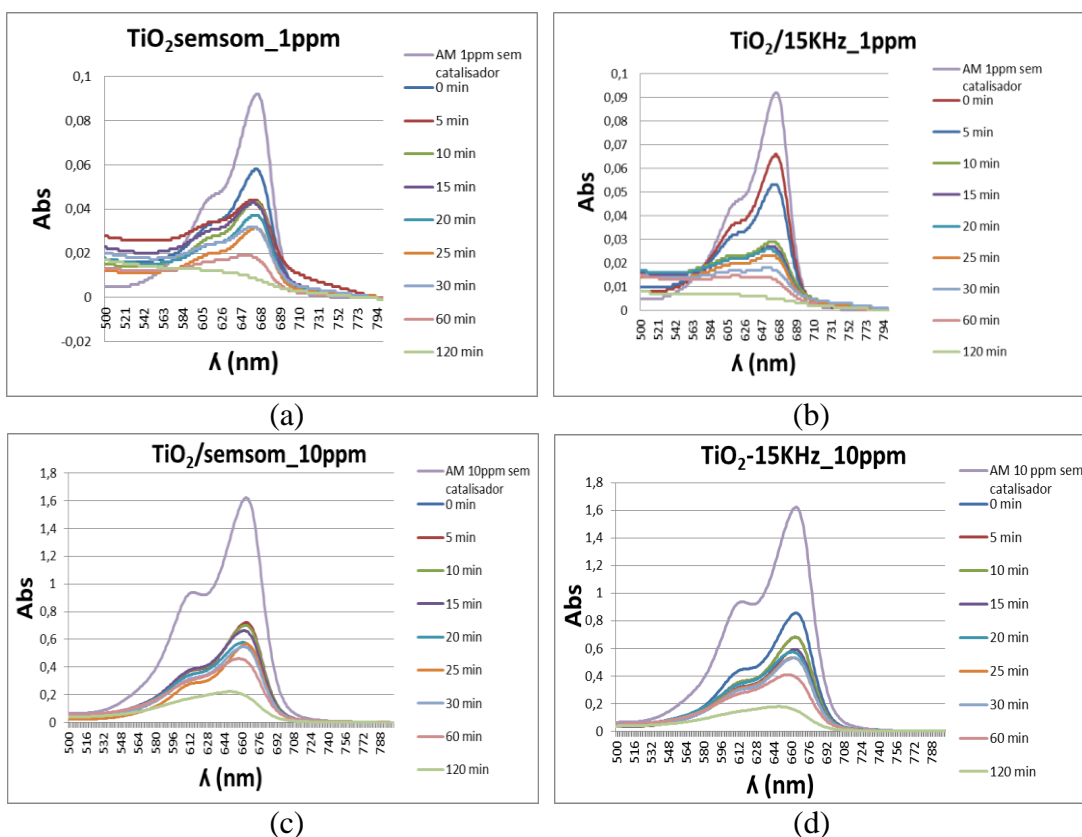 TiO₂semsom_1ppm
Abs
0,1
0,08
0,06
0,04
0,02
0
-0,02
500 521 542 563 584 605 626 647 668 689 710 731 752 773 794
λ (nm)
AM 1ppm sem
catalisador
0 min
5 min
10 min
15 min
20 min
25 min
30 min
60 min
120 min
(a)
TiO₂/15KHz_1ppm
Abs
0,1
0,09
0,08
0,07
0,06
0,05
0,04
0,03
0,02
0,01
0
500 521 542 563 584 605 626 647 668 689 710 731 752 773 794
λ (nm)
AM 1ppm sem
catalisador
0 min
5 min
10 min
15 min
20 min
25 min
30 min
60 min
120 min
(b)
TiO₂/semsom_10ppm
Abs
1,8
1,6
1,4
1,2
1
0,8
0,6
0,4
0,2
0
500 516 532 548 564 580 596 612 628 644 660 676 692 708 724 740 756 772 788
λ (nm)
AM 10ppm sem
catalisador
0 min
5 min
10 min
15 min
20 min
25 min
30 min
60 min
120 min
(c)
TiO₂-15KHz_10ppm
Abs
1,8
1,6
1,4
1,2
1
0,8
0,6
0,4
0,2
0
500 516 532 548 564 580 596 612 628 644 660 676 692 708 724 740 756 772 788
λ (nm)
AM 10 ppm sem
catalisador
0 min
5 min
10 min
15 min
20 min
25 min
30 min
60 min
120 min
(d)